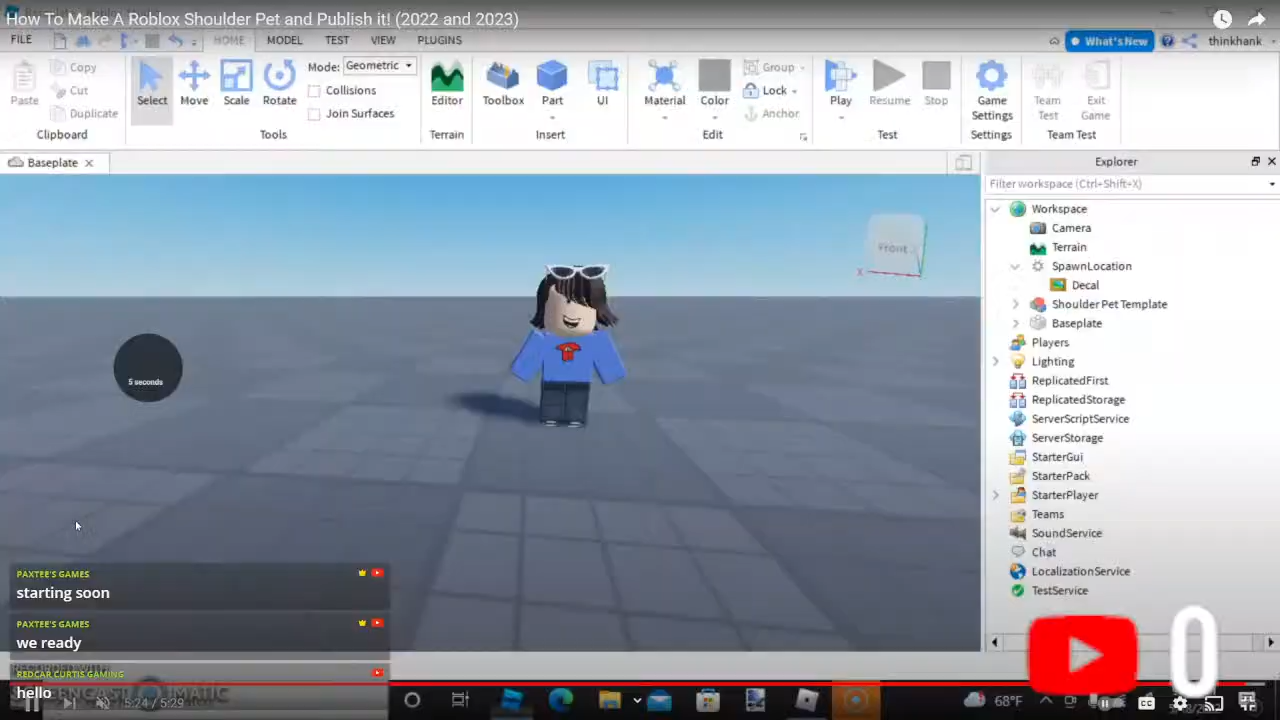 How To Make A Roblox Shoulder Pet and Publish it! (2022 and 2023)
FILE
HOME
MODEL
TEST
VIEW
PLUGINS
What's New
thinkhank
Paste
Copy
Cut
Duplicate
Clipboard
Select
Move
Scale
Rotate
Mode: Geometric
Collisions
Join Surfaces
Tools
Editor
Terrain
Toolbox
Part
UI
Insert
Material
Color
Group
Lock
Anchor
Edit
Play
Resume
Stop
Test
Game Settings
Settings
Team Test
Exit Game
Team Test
Baseplate
Explorer
Filter workspace (Ctrl+Shift+X)
Workspace
Camera
Terrain
SpawnLocation
Decal
Shoulder Pet Template
Baseplate
Players
Lighting
ReplicatedFirst
ReplicatedStorage
ServerScriptService
ServerStorage
StarterGui
StarterPack
StarterPlayer
Teams
SoundService
Chat
LocalizationService
TestService
Front
X
5 seconds
PAXTEE'S GAMES
starting soon
PAXTEE'S GAMES
we ready
REDCAR CURTIS GAMING
hello
RECORDED WITH
5:24 / 5:29
0
68°F
CC